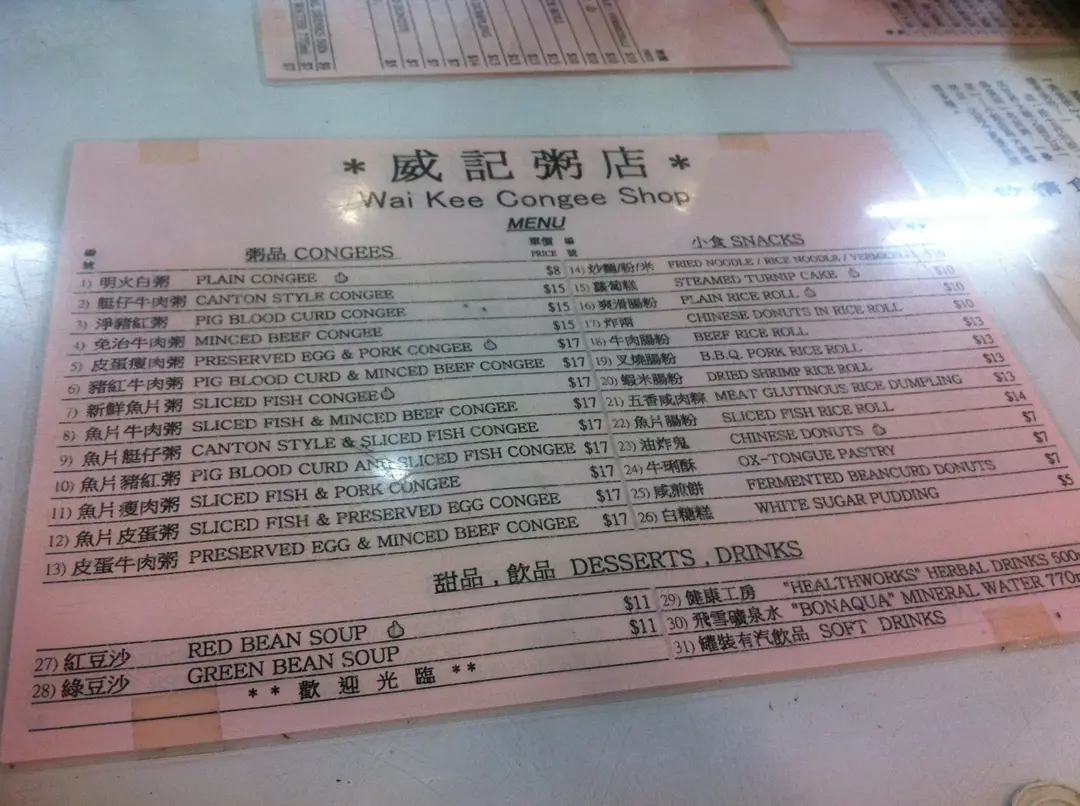 * 威記粥店 *
Wai Kee Congee Shop
MENU
編號 粥品 CONGEES 單價 PRICE
1) 明火白粥 PLAIN CONGEE $8
2) 艇仔牛肉粥 CANTON STYLE CONGEE $15
3) 淨豬紅粥 PIG BLOOD CURD CONGEE $15
4) 免治牛肉粥 MINCED BEEF CONGEE $15
5) 皮蛋瘦肉粥 PRESERVED EGG & PORK CONGEE $17
6) 豬紅牛肉粥 PIG BLOOD CURD & MINCED BEEF CONGEE $17
7) 新鮮魚片粥 SLICED FISH CONGEE $17
8) 魚片牛肉粥 SLICED FISH & MINCED BEEF CONGEE $17
9) 魚片艇仔粥 CANTON STYLE & SLICED FISH CONGEE $17
10) 魚片豬紅粥 PIG BLOOD CURD AND SLICED FISH CONGEE $17
11) 魚片瘦肉粥 SLICED FISH & PORK CONGEE $17
12) 魚片皮蛋粥 SLICED FISH & PRESERVED EGG CONGEE $17
13) 皮蛋牛肉粥 PRESERVED EGG & MINCED BEEF CONGEE $17
編號 小食 SNACKS
14) 炒麵/粉/米 FRIED NOODLE / RICE NOODLR / VERMICELLI $10
15) 蘿蔔糕 STEAMED TURNIP CAKE $10
16) 爽滑腸粉 PLAIN RICE ROLL $10
17) 炸兩 CHINESE DONUTS IN RICE ROLL $10
18) 牛肉腸粉 BEEF RICE ROLL $13
19) 叉燒腸粉 B.B.Q. PORK RICE ROLL $13
20) 蝦米腸粉 DRIED SHRIMP RICE ROLL $13
21) 五香咸肉粽 MEAT GLUTINOUS RICE DUMPLING $13
22) 魚片腸粉 SLICED FISH RICE ROLL $14
23) 油炸鬼 CHINESE DONUTS $7
24) 牛琍酥 OX-TONGUE PASTRY $7
25) 咸煎餅 FERMENTED BEANCURD DONUTS $7
26) 白糖糕 WHITE SUGAR PUDDING $5
甜品 , 飲品 DESSERTS , DRINKS
27) 紅豆沙 RED BEAN SOUP $11
28) 綠豆沙 GREEN BEAN SOUP $11
29) 健康工房 "HEALTHWORKS" HERBAL DRINKS
30) 飛雪礦泉水 "BONAQUA" MINERAL WATER
31) 罐裝有汽飲品 SOFT DRINKS
** 歡迎光臨 **